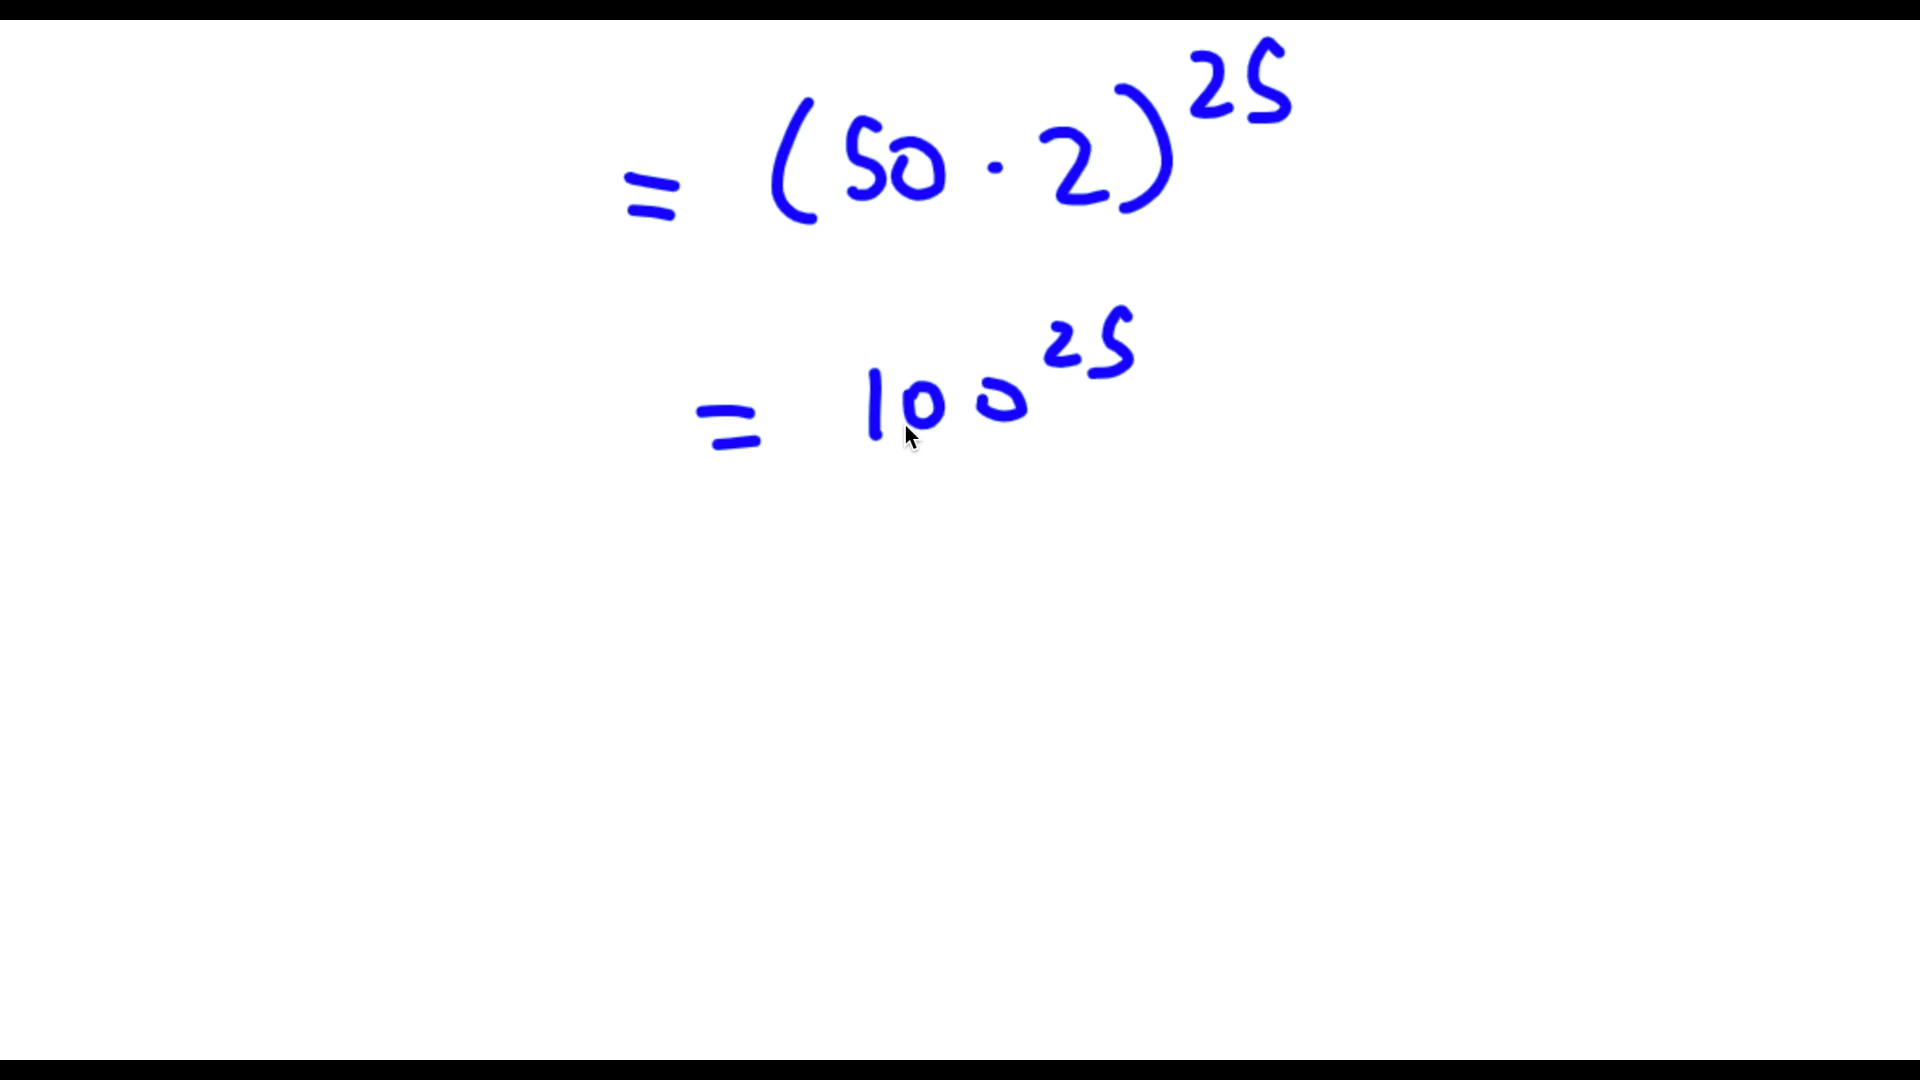 = (50 · 2)^25
= 100^25